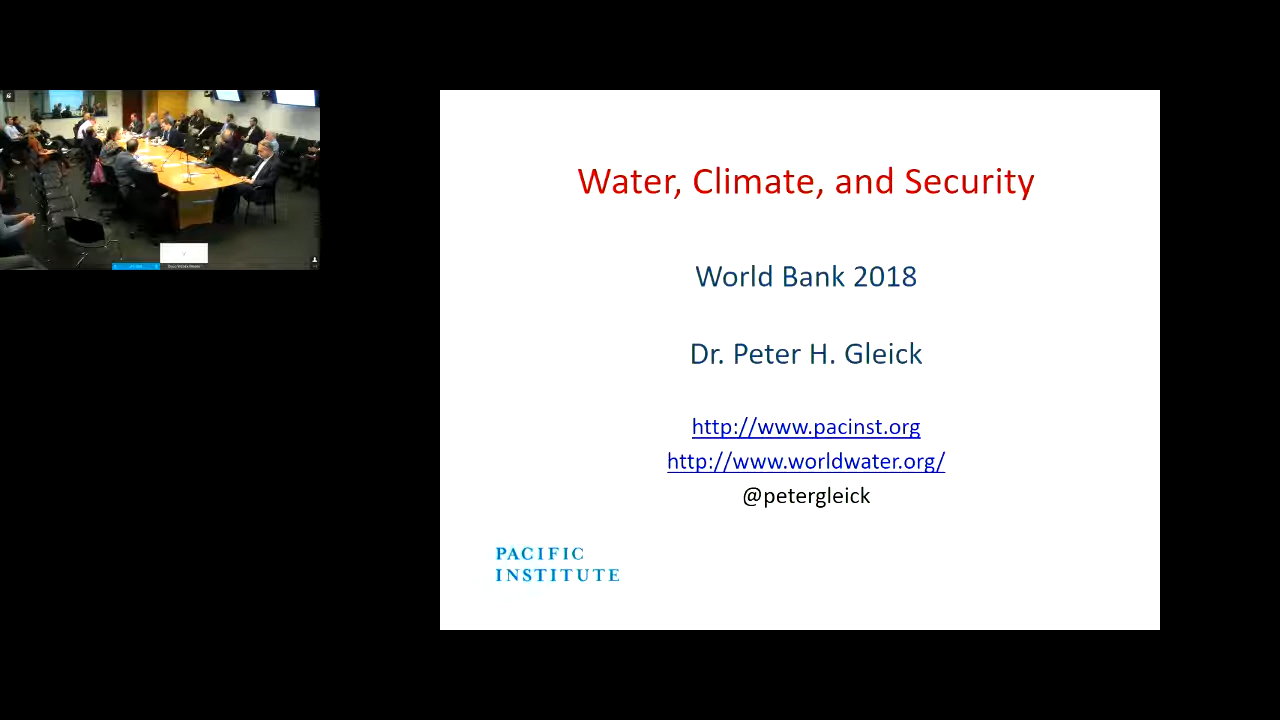 Water, Climate, and Security
World Bank 2018
Dr. Peter H. Gleick
http://www.pacinst.org
http://www.worldwater.org/
@petergleick
PACIFIC
INSTITUTE